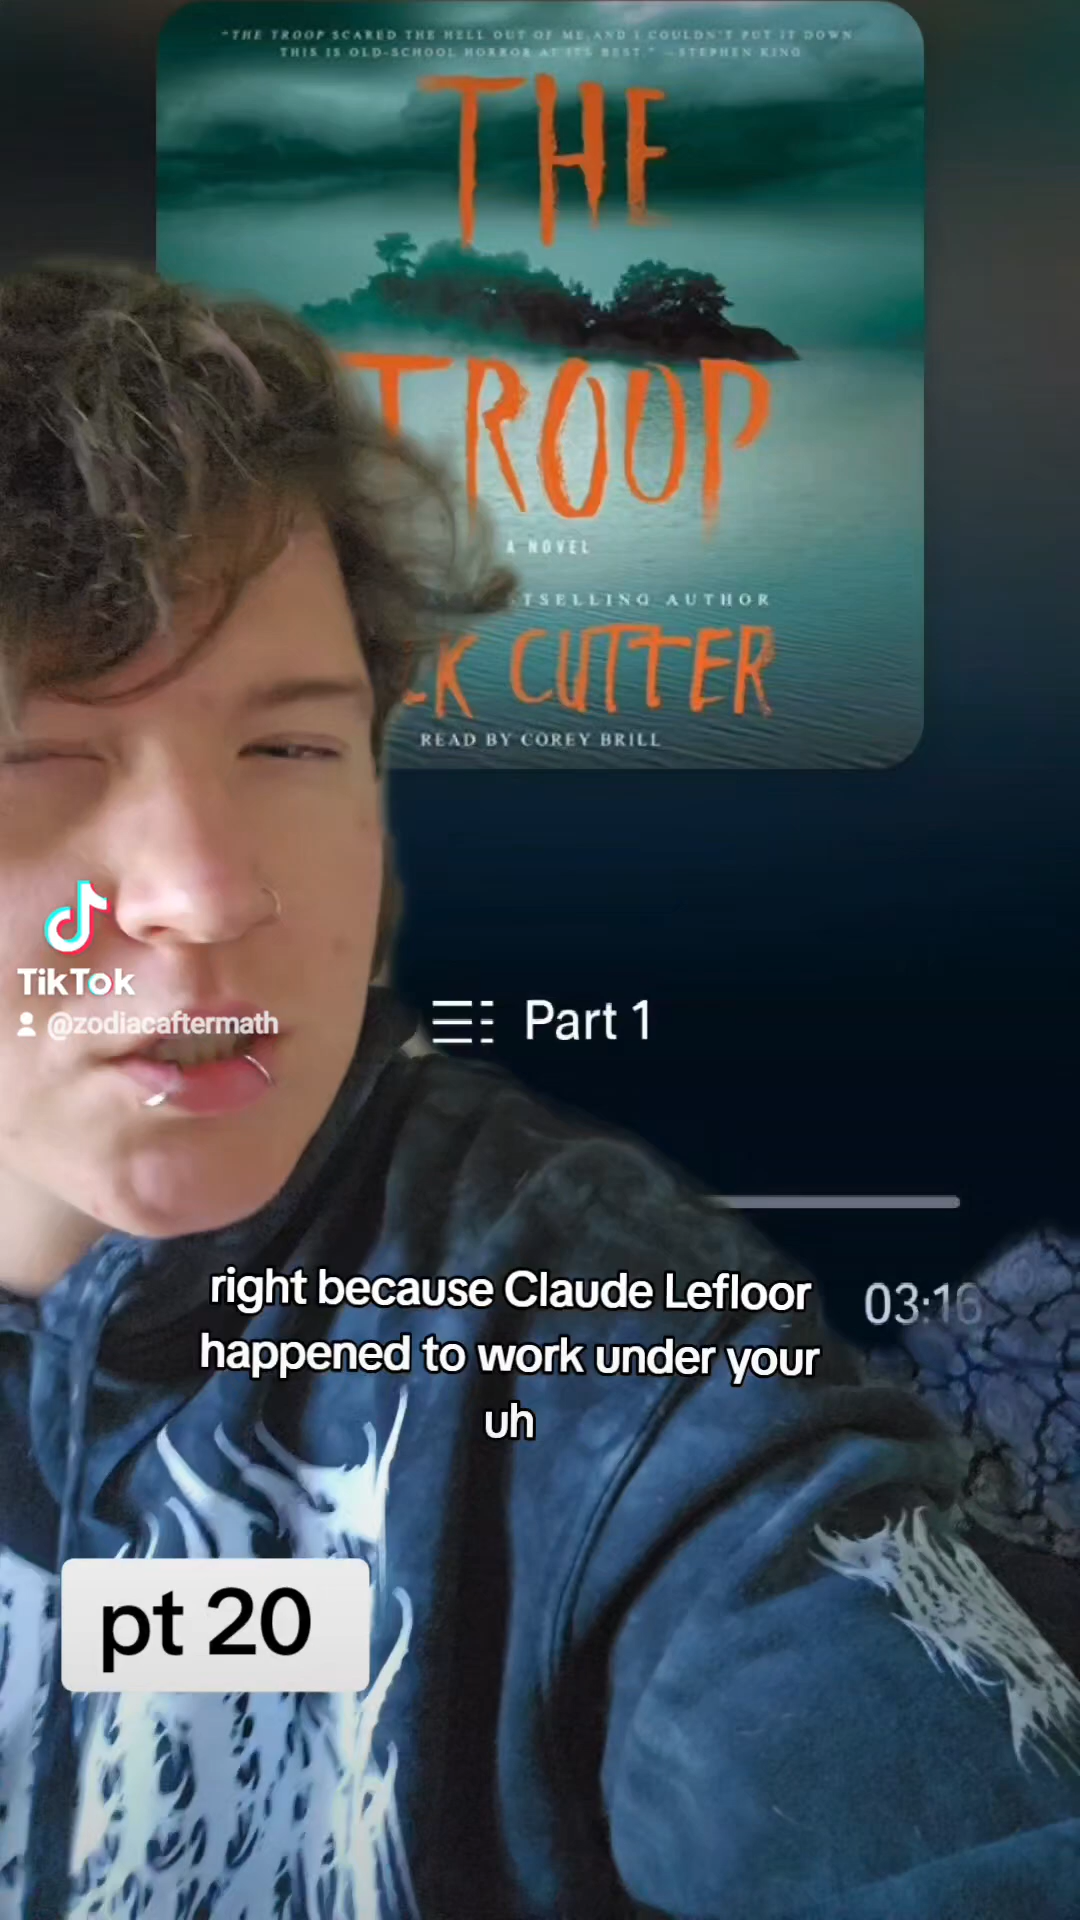 "THE TROOP SCARED THE HELL OUT OF ME AND I COULDN'T PUT IT DOWN
THIS IS OLD-SCHOOL HORROR AT ITS BEST." —STEPHEN KING
THE
TROOP
A NOVEL
TSELLING AUTHOR
CK CUTTER
READ BY COREY BRILL
TikTok
@zodiacaftermath
Part 1
right because Claude Lefloor
happened to work under your
uh
03:16
pt 20